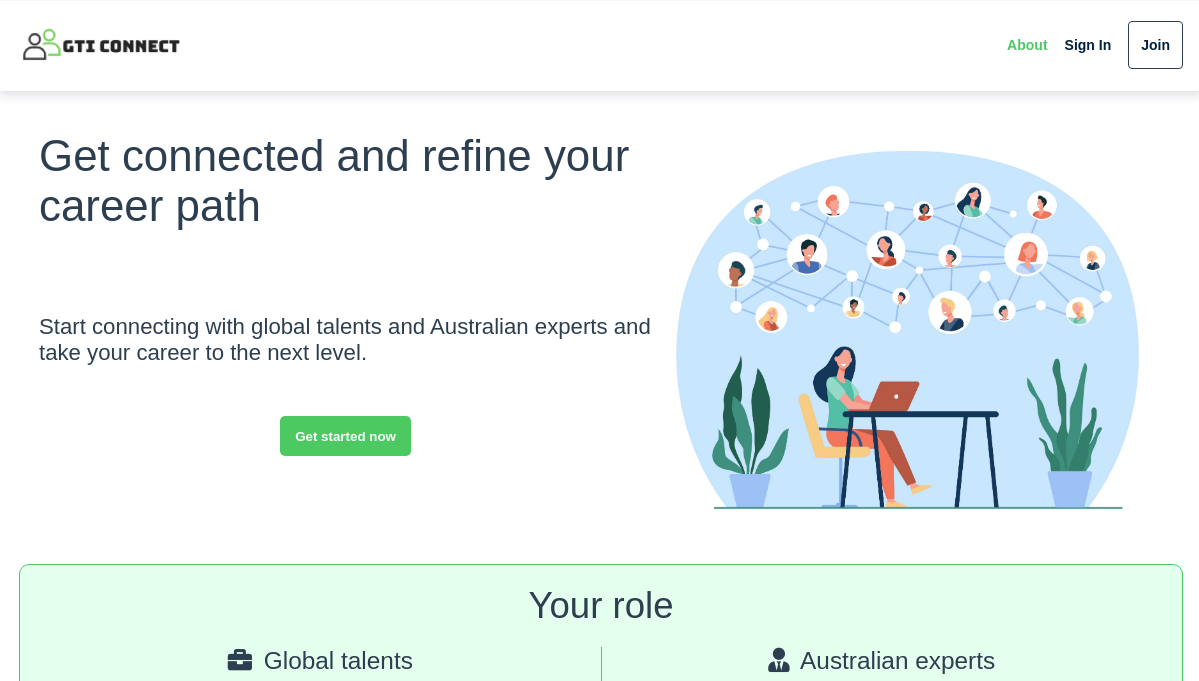 GTI CONNECT
About
Sign In
Join
Get connected and refine your
career path
Start connecting with global talents and Australian experts and
take your career to the next level.
Get started now
Your role
Global talents
Australian experts